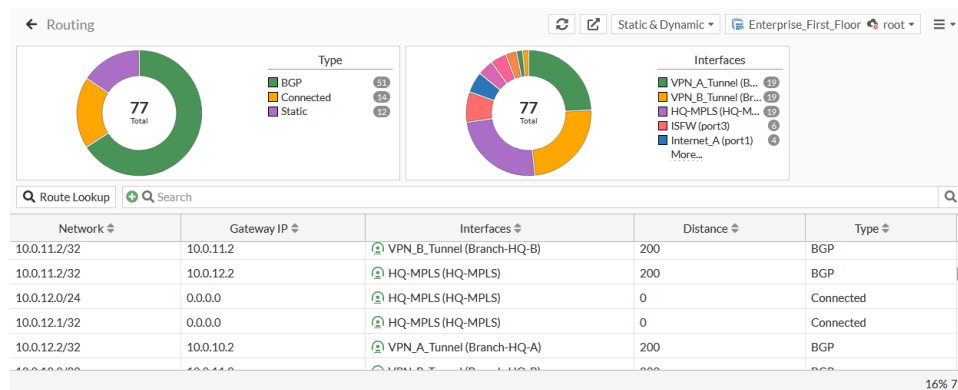 Routing
Static & Dynamic
Enterprise_First_Floor
root
Type
77
Total
BGP 51
Connected 14
Static 12
Interfaces
77
Total
VPN_A_Tunnel (B... 19
VPN_B_Tunnel (Br... 19
HQ-MPLS (HQ-M... 19
ISFW (port3) 6
Internet_A (port1) 4
More...
Route Lookup
Search
Network Gateway IP Interfaces Distance Type
10.0.11.2/32 10.0.11.2 VPN_B_Tunnel (Branch-HQ-B) 200 BGP
10.0.11.2/32 10.0.12.2 HQ-MPLS (HQ-MPLS) 200 BGP
10.0.12.0/24 0.0.0.0 HQ-MPLS (HQ-MPLS) 0 Connected
10.0.12.1/32 0.0.0.0 HQ-MPLS (HQ-MPLS) 0 Connected
10.0.12.2/32 10.0.10.2 VPN_A_Tunnel (Branch-HQ-A) 200 BGP
16% 7